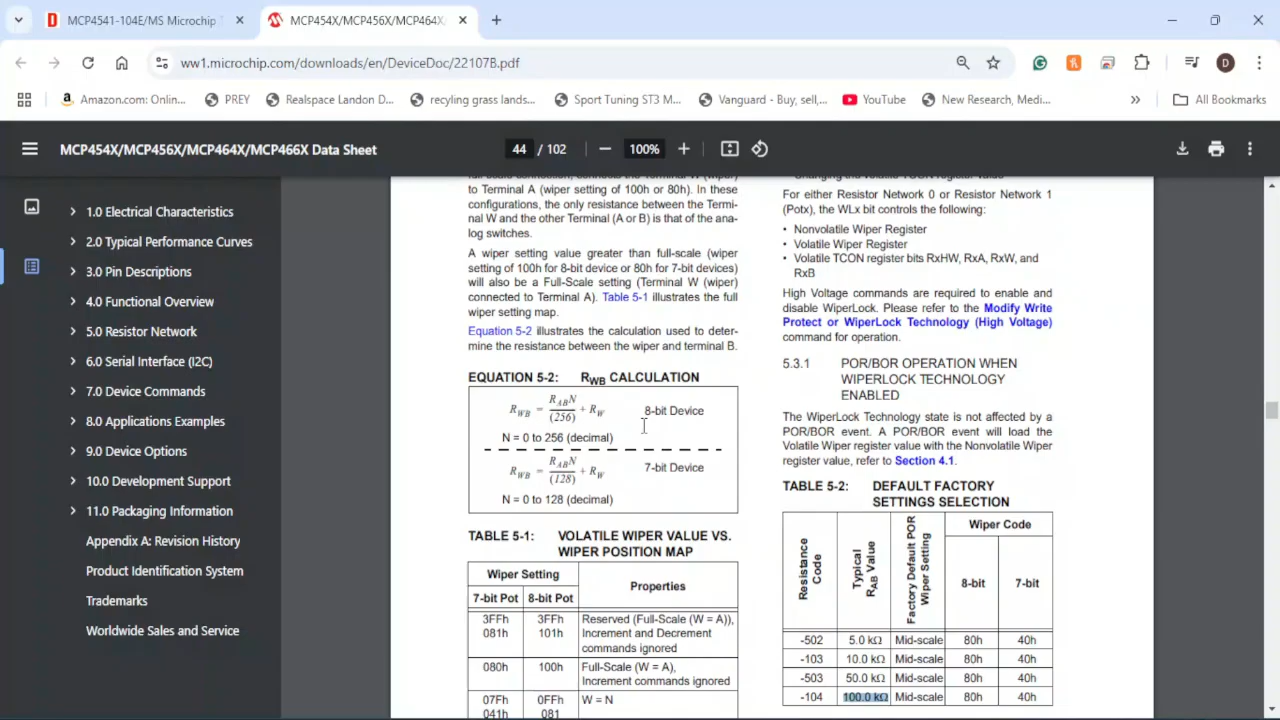 MCP4541-104E/MS Microchip
MCP454X/MCP456X/MCP464X
ww1.microchip.com/downloads/en/DeviceDoc/22107B.pdf
D
Amazon.com: Onlin...
PREY
Realspace Landon D...
recyling grass lands...
Sport Tuning ST3 M...
Vanguard - Buy, sell,...
YouTube
New Research, Medi...
All Bookmarks
MCP454X/MCP456X/MCP464X/MCP466X Data Sheet
44 / 102
100%
1.0 Electrical Characteristics
2.0 Typical Performance Curves
3.0 Pin Descriptions
4.0 Functional Overview
5.0 Resistor Network
6.0 Serial Interface (I2C)
7.0 Device Commands
8.0 Applications Examples
9.0 Device Options
10.0 Development Support
11.0 Packaging Information
Appendix A: Revision History
Product Identification System
Trademarks
Worldwide Sales and Service
to Terminal A (wiper setting of 100h or 80h). In these
configurations, the only resistance between the Termi-
nal W and the other Terminal (A or B) is that of the ana-
log switches.
A wiper setting value greater than full-scale (wiper
setting of 100h for 8-bit device or 80h for 7-bit devices)
will also be a Full-Scale setting (Terminal W (wiper)
connected to Terminal A). Table 5-1 illustrates the full
wiper setting map.
Equation 5-2 illustrates the calculation used to deter-
mine the resistance between the wiper and terminal B.
EQUATION 5-2: RWB CALCULATION
RWB = RABN / (256) + RW 8-bit Device
N = 0 to 256 (decimal)
RWB = RABN / (128) + RW 7-bit Device
N = 0 to 128 (decimal)
TABLE 5-1: VOLATILE WIPER VALUE VS.
WIPER POSITION MAP
Wiper Setting
Properties
7-bit Pot 8-bit Pot
3FFh 3FFh Reserved (Full-Scale (W = A)),
081h 101h Increment and Decrement
commands ignored
080h 100h Full-Scale (W = A),
Increment commands ignored
07Fh 0FFh W = N
041h 081
Changing the volatile TCON register value
For either Resistor Network 0 or Resistor Network 1
(Potx), the WLx bit controls the following:
• Nonvolatile Wiper Register
• Volatile Wiper Register
• Volatile TCON register bits RxHW, RxA, RxW, and
RxB
High Voltage commands are required to enable and
disable WiperLock. Please refer to the Modify Write
Protect or WiperLock Technology (High Voltage)
command for operation.
5.3.1 POR/BOR OPERATION WHEN
WIPERLOCK TECHNOLOGY
ENABLED
The WiperLock Technology state is not affected by a
POR/BOR event. A POR/BOR event will load the
Volatile Wiper register value with the Nonvolatile Wiper
register value, refer to Section 4.1.
TABLE 5-2: DEFAULT FACTORY
SETTINGS SELECTION
Resistance Code
Typical RAB Value
Factory Default POR Wiper Setting
Wiper Code
8-bit 7-bit
-502 5.0 kΩ Mid-scale 80h 40h
-103 10.0 kΩ Mid-scale 80h 40h
-503 50.0 kΩ Mid-scale 80h 40h
-104 100.0 kΩ Mid-scale 80h 40h